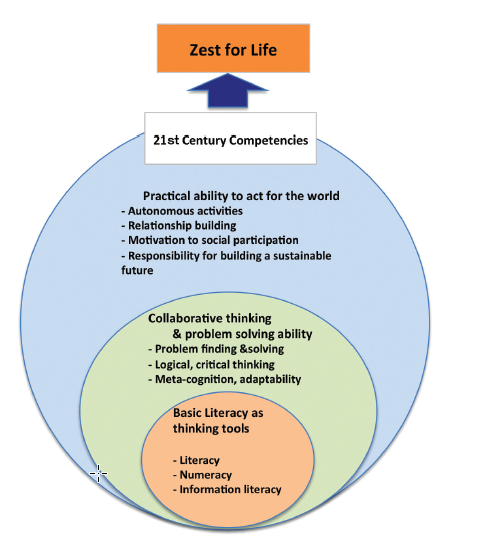 Zest for Life
21st Century Competencies
Practical ability to act for the world
- Autonomous activities
- Relationship building
- Motivation to social participation
- Responsibility for building a sustainable
future
Collaborative thinking
& problem solving ability
- Problem finding &solving
- Logical, critical thinking
- Meta-cognition, adaptability
Basic Literacy as
thinking tools
- Literacy
- Numeracy
- Information literacy